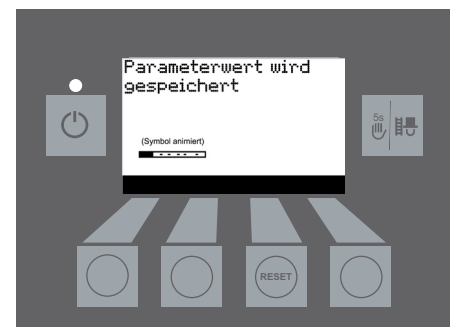 Parameterwert wird
gespeichert
5s
(Symbol animiert)
RESET